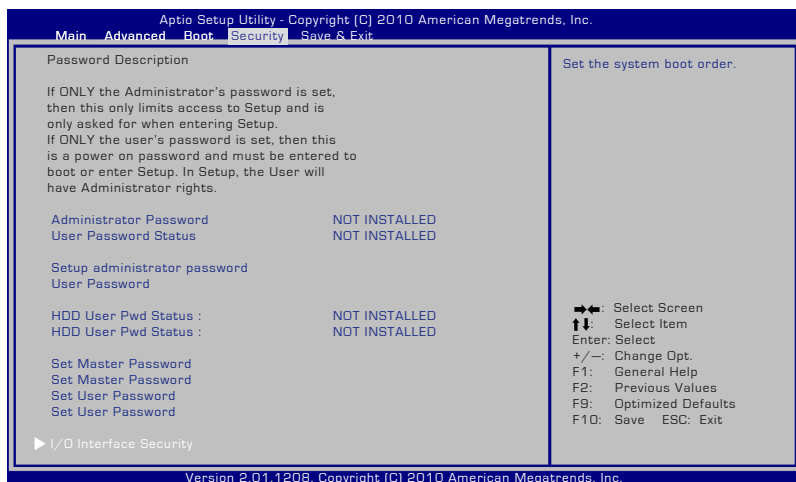 Aptio Setup Utility - Copyright (C) 2010 American Megatrends, Inc.
Main Advanced Boot Security Save & Exit
Password Description
If ONLY the Administrator's password is set,
then this only limits access to Setup and is
only asked for when entering Setup.
If ONLY the user's password is set, then this
is a power on password and must be entered to
boot or enter Setup. In Setup, the User will
have Administrator rights.
Administrator Password NOT INSTALLED
User Password Status NOT INSTALLED
Setup administrator password
User Password
HDD User Pwd Status : NOT INSTALLED
HDD User Pwd Status : NOT INSTALLED
Set Master Password
Set Master Password
Set User Password
Set User Password
▶ I/O Interface Security
Set the system boot order.
➡⬅: Select Screen
⬆⬇: Select Item
Enter: Select
+/—: Change Opt.
F1: General Help
F2: Previous Values
F9: Optimized Defaults
F10: Save ESC: Exit
Version 2.01.1208. Copyright (C) 2010 American Megatrends, Inc.